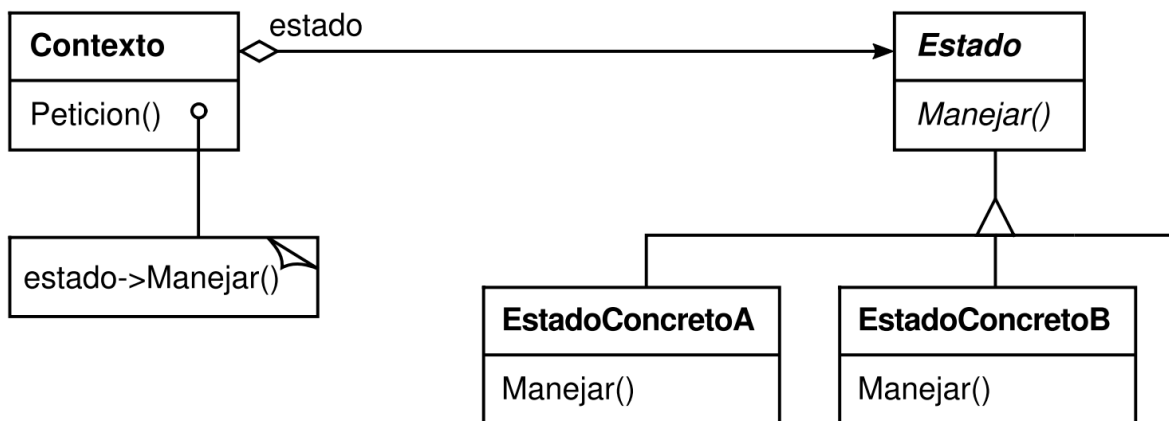 Contexto
estado
Estado
Peticion()
Manejar()
estado->Manejar()
EstadoConcretoA
EstadoConcretoB
Manejar()
Manejar()